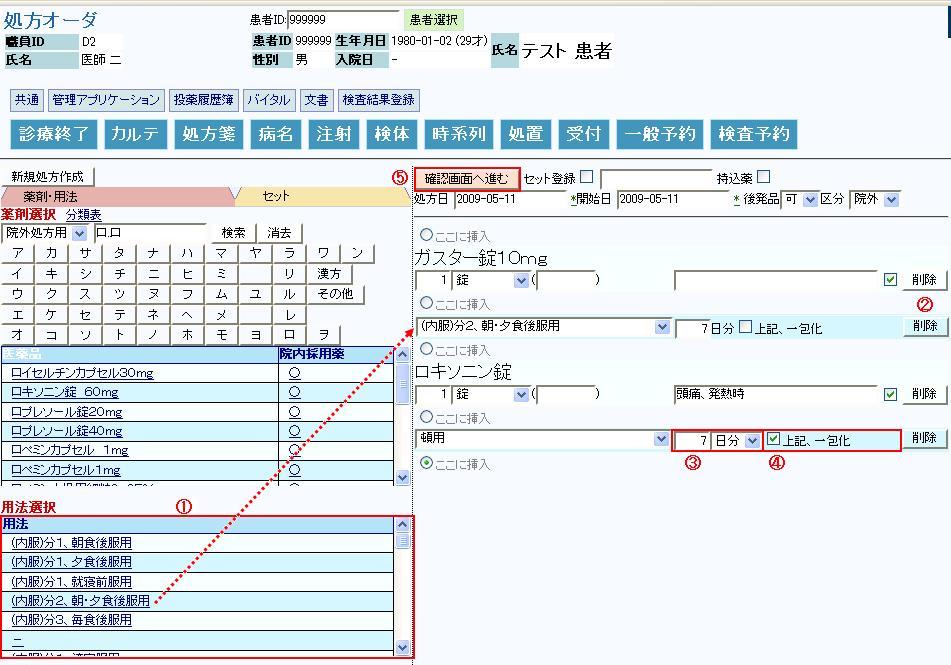 処方オーダ
患者ID: 999999 患者選択
職員ID D2
氏名 医師 二
患者ID 999999 生年月日 1980-01-02 (29才) 氏名 テスト 患者
性別 男 入院日 -
共通 管理アプリケーション 投薬履歴簿 バイタル 文書 検査結果登録
診療終了 カルテ 処方箋 病名 注射 検体 時系列 処置 受付 一般予約 検査予約
新規処方作成
薬剤・用法 セット
薬剤選択 分類表
院外処方用 ロ.ロ 検索 消去
ア カ サ タ ナ ハ マ ヤ ラ ワ ン
イ キ シ チ ニ ヒ ミ リ 漢方
ウ ク ス ツ ヌ フ ム ユ ル その他
エ ケ セ テ ネ ヘ メ レ
オ コ ソ ト ノ ホ モ ヨ ロ ヲ
医薬品 院内採用薬
ロイセルチンカプセル30mg ○
ロキソニン錠 60mg ○
ロプレソール錠20mg ○
ロプレソール錠40mg ○
ロペミンカプセル 1mg ○
ロペミンカプセル1mg ○
用法選択 ①
用法
(内服)分1、朝食後服用
(内服)分1、夕食後服用
(内服)分1、就寝前服用
(内服)分2、朝・夕食後服用
(内服)分3、毎食後服用
二
⑤ 確認画面へ進む セット登録 持込薬
処方日 2009-05-11 *開始日 2009-05-11 * 後発品 可 区分 院外
ここに挿入
ガスター錠10mg
1 錠 ( ) 削除
ここに挿入 ②
(内服)分2、朝・夕食後服用 7 日分 上記、一包化 削除
ここに挿入
ロキソニン錠
1 錠 ( ) 頭痛、発熱時 削除
ここに挿入
頓用 7 日分 上記、一包化 削除
ここに挿入 ③ ④